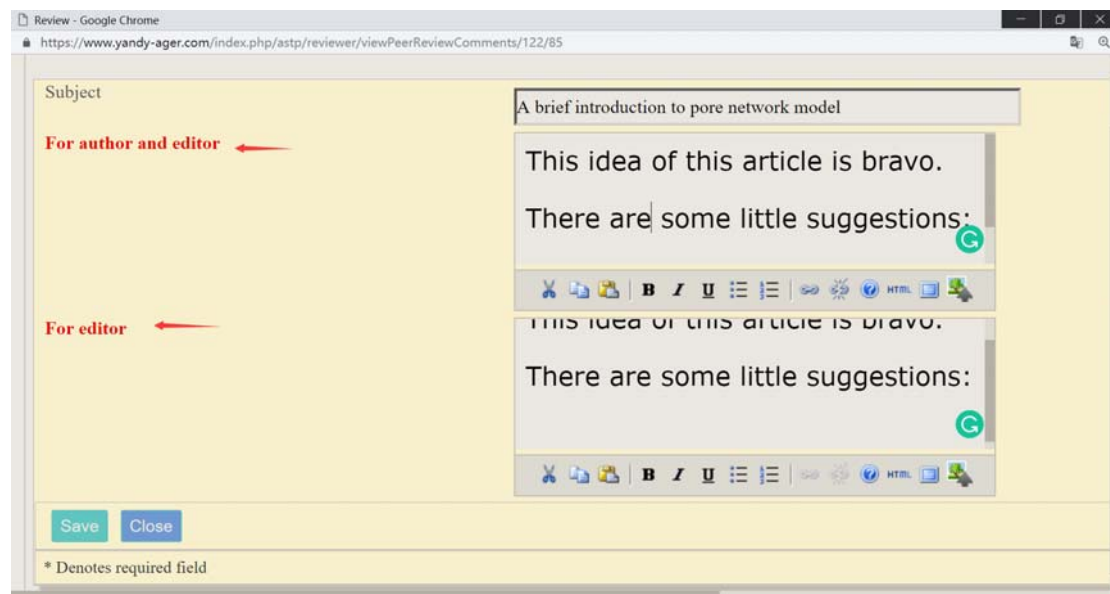 Review - Google Chrome
https://www.yandy-ager.com/index.php/astp/reviewer/viewPeerReviewComments/122/85
Subject
A brief introduction to pore network model
For author and editor
This idea of this article is bravo.
There are some little suggestions:
B I U HTML
For editor
This idea of this article is bravo.
There are some little suggestions:
B I U HTML
Save Close
* Denotes required field